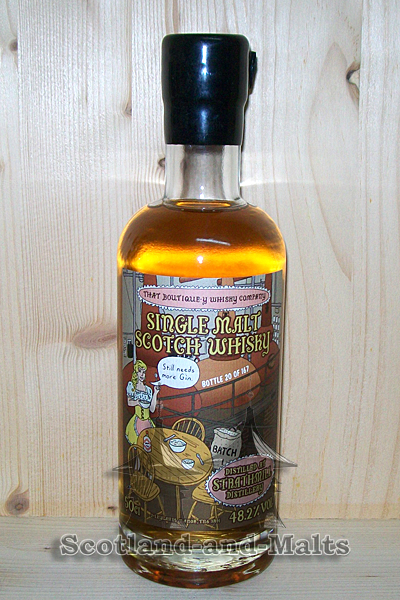 THAT BOUTIQUE-Y WHISKY COMPANY
SINGLE MALT
SCOTCH WHISKY
Still needs
more Gin
BOTTLE 20 OF 167
BATCH
DISTILLED AT
STRATHMILL
DISTILLERY
50cl
48.2% VOL
Scotland-and-Malts